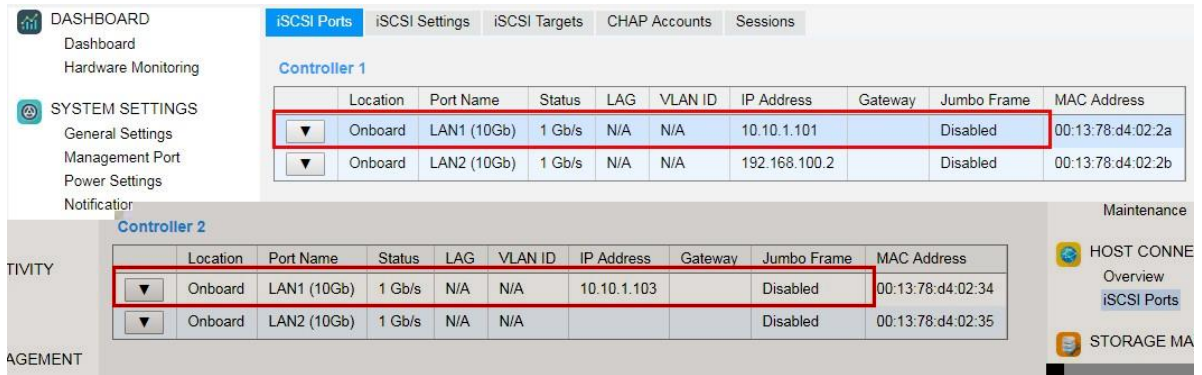 DASHBOARD
Dashboard
Hardware Monitoring
SYSTEM SETTINGS
General Settings
Management Port
Power Settings
iSCSI Ports iSCSI Settings iSCSI Targets CHAP Accounts Sessions
Controller 1
Location Port Name Status LAG VLAN ID IP Address Gateway Jumbo Frame MAC Address
▼ Onboard LAN1 (10Gb) 1 Gb/s N/A N/A 10.10.1.101 Disabled 00:13:78:d4:02:2a
▼ Onboard LAN2 (10Gb) 1 Gb/s N/A N/A 192.168.100.2 Disabled 00:13:78:d4:02:2b
Notification
Controller 2
Location Port Name Status LAG VLAN ID IP Address Gateway Jumbo Frame MAC Address
▼ Onboard LAN1 (10Gb) 1 Gb/s N/A N/A 10.10.1.103 Disabled 00:13:78:d4:02:34
▼ Onboard LAN2 (10Gb) 1 Gb/s N/A N/A Disabled 00:13:78:d4:02:35
TIVITY
AGEMENT
Maintenance
HOST CONNE
Overview
iSCSI Ports
STORAGE MA